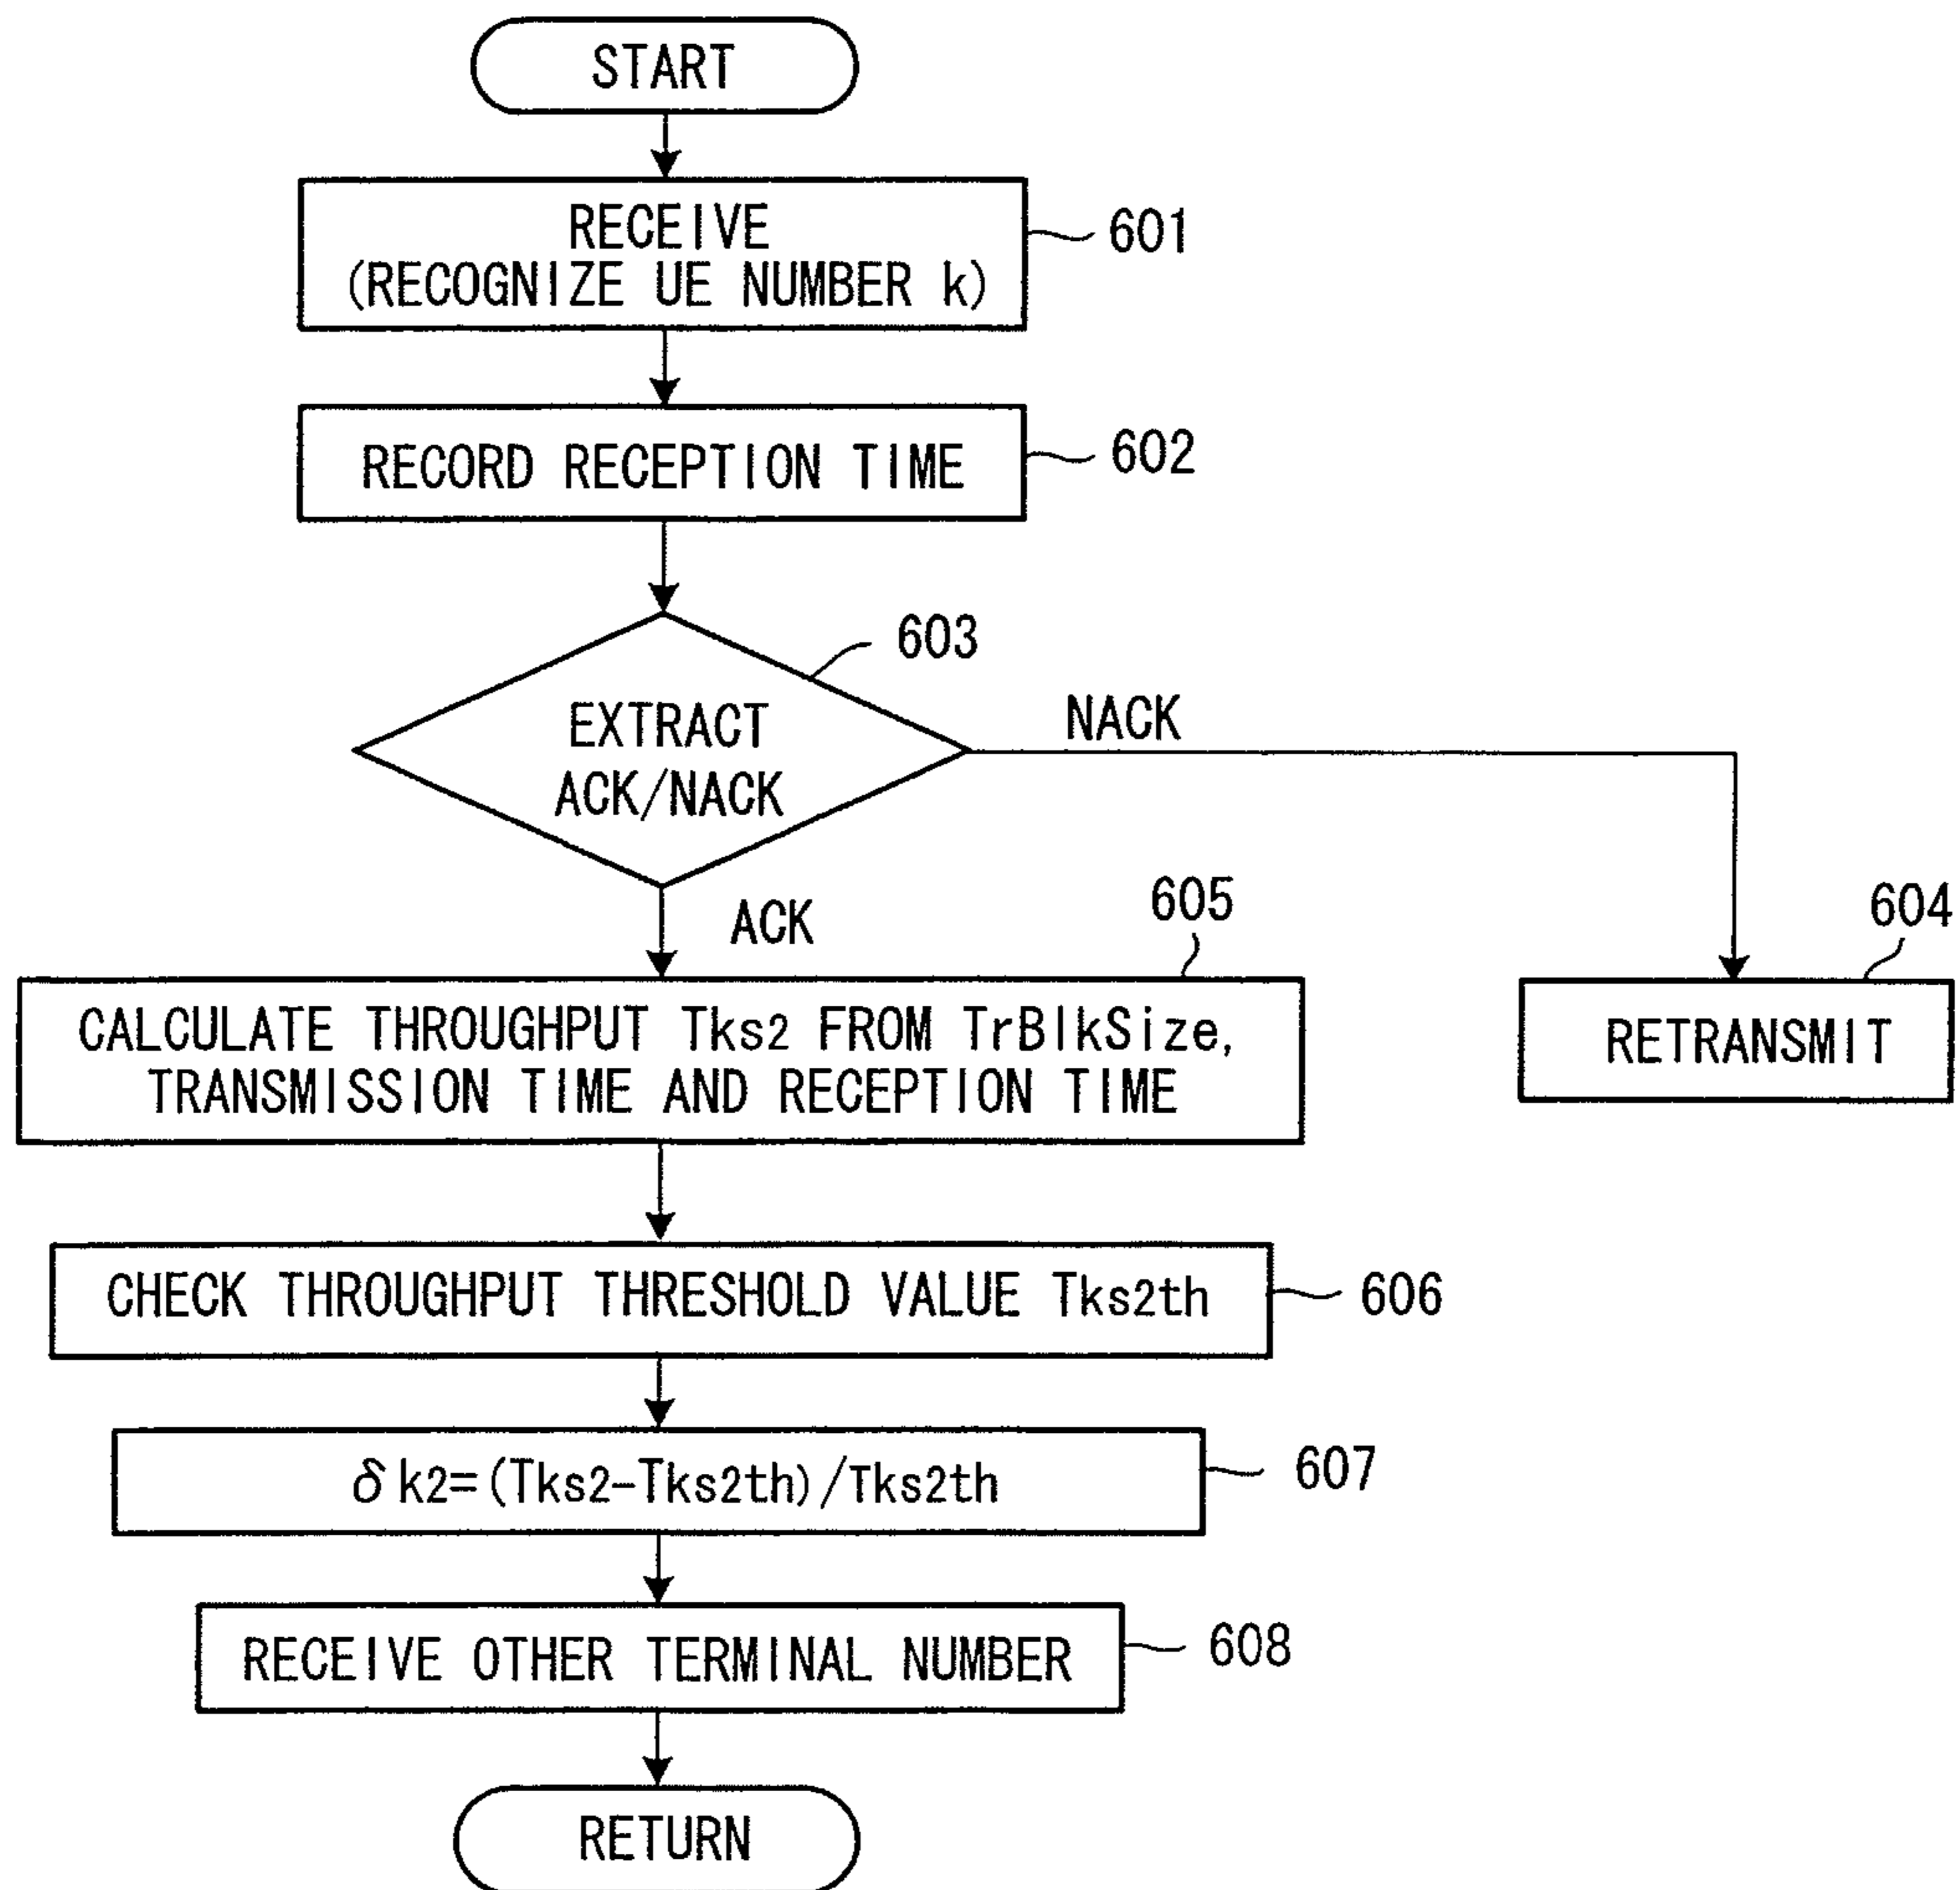 START
RECEIVE
(RECOGNIZE UE NUMBER k)
601
RECORD RECEPTION TIME
602
603
EXTRACT
ACK/NACK
NACK
ACK
605
604
CALCULATE THROUGHPUT Tks2 FROM TrBlkSize,
TRANSMISSION TIME AND RECEPTION TIME
RETRANSMIT
CHECK THROUGHPUT THRESHOLD VALUE Tks2th
606
δk2=(Tks2-Tks2th)/Tks2th
607
RECEIVE OTHER TERMINAL NUMBER
608
RETURN